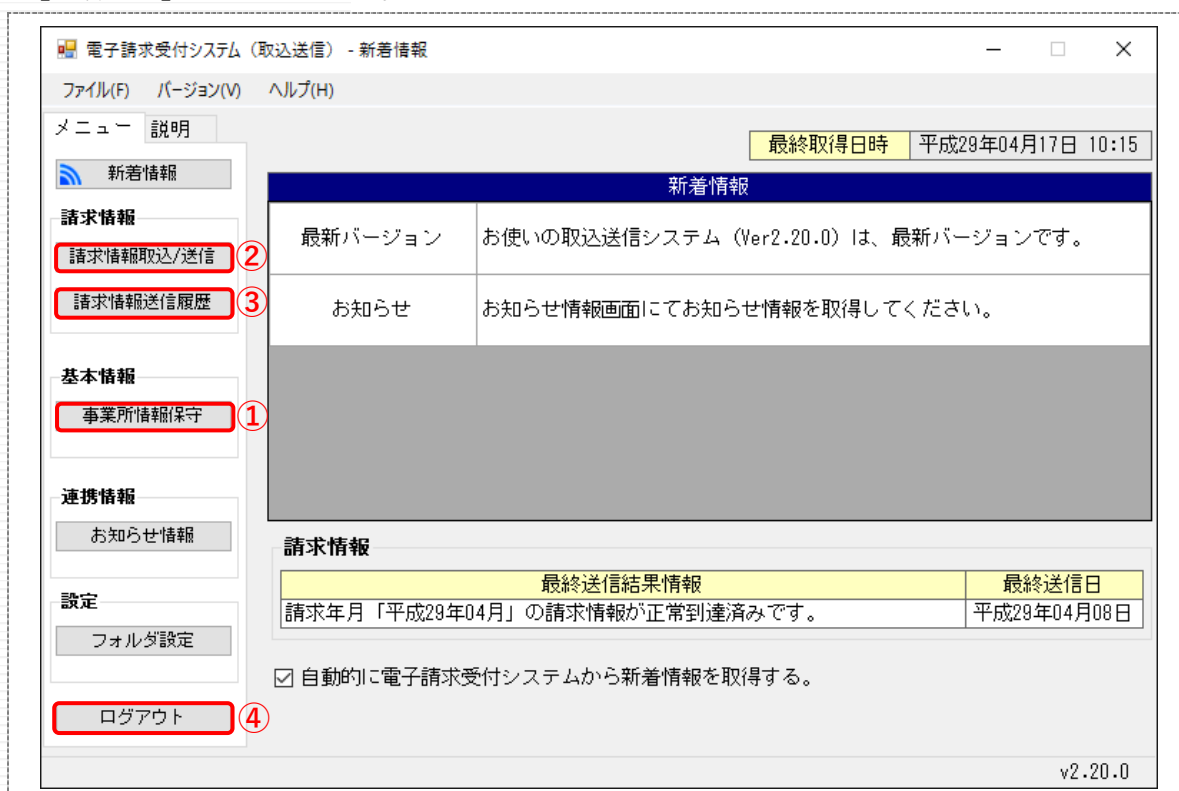 電子請求受付システム（取込送信） - 新着情報
ファイル(F) バージョン(V) ヘルプ(H)
メニュー 説明
最終取得日時 平成29年04月17日 10:15
新着情報
新着情報
請求情報
最新バージョン お使いの取込送信システム（Ver2.20.0）は、最新バージョンです。
請求情報取込/送信 ②
請求情報送信履歴 ③
お知らせ お知らせ情報画面にてお知らせ情報を取得してください。
基本情報
事業所情報保守 ①
連携情報
お知らせ情報
請求情報
最終送信結果情報 最終送信日
請求年月「平成29年04月」の請求情報が正常到達済みです。 平成29年04月08日
設定
フォルダ設定
自動的に電子請求受付システムから新着情報を取得する。
ログアウト ④
v2.20.0